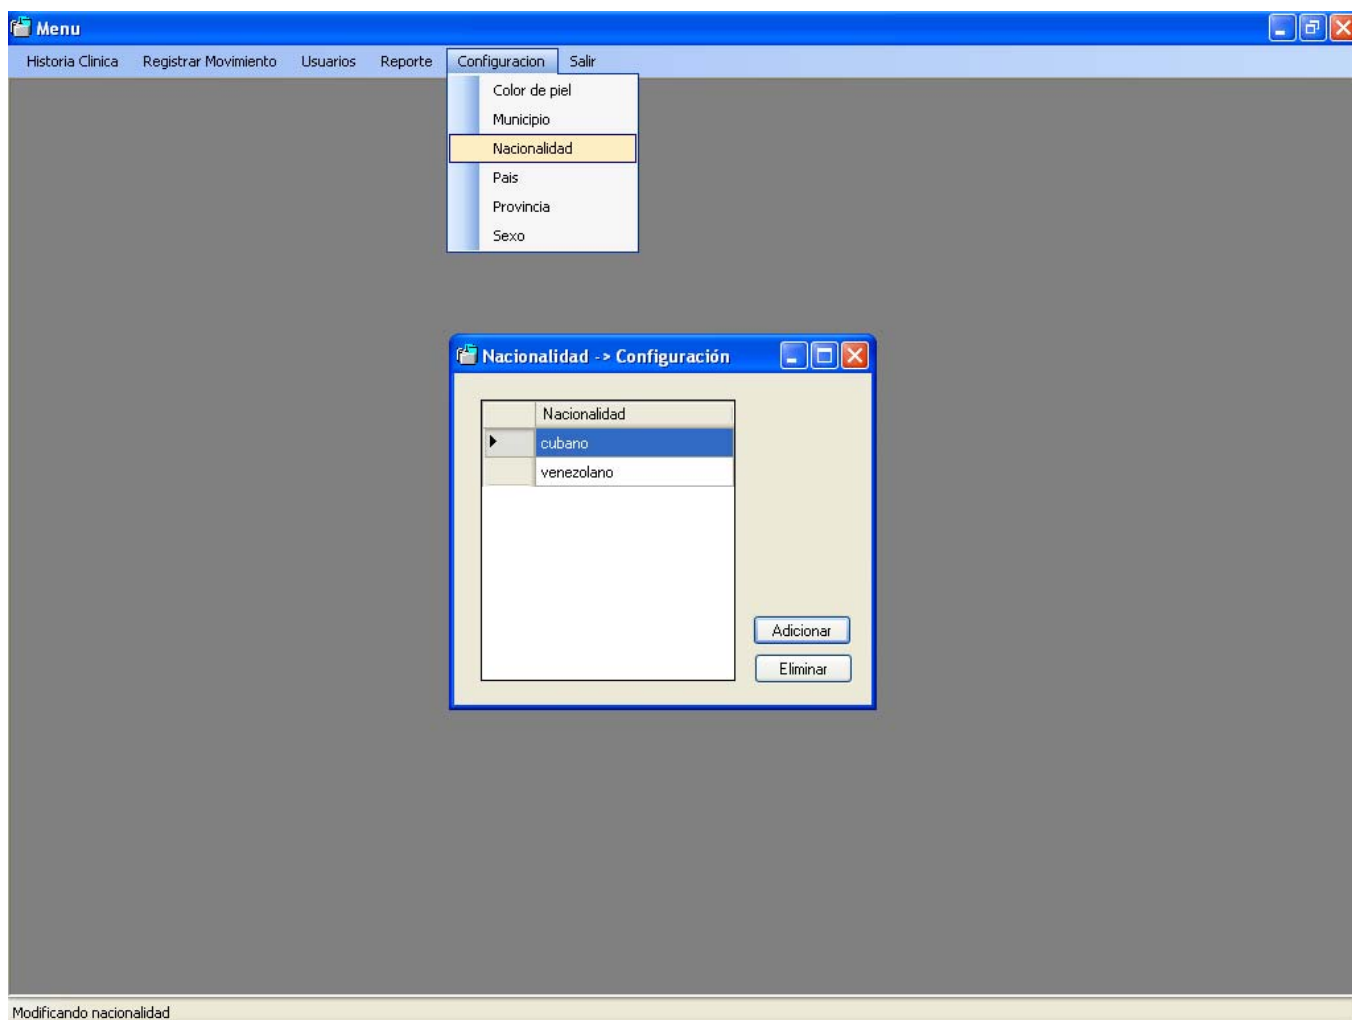 Menu
Historia Clinica Registrar Movimiento Usuarios Reporte Configuracion Salir
Color de piel
Municipio
Nacionalidad
Pais
Provincia
Sexo
Nacionalidad -> Configuración
Nacionalidad
cubano
venezolano
Adicionar
Eliminar
Modificando nacionalidad